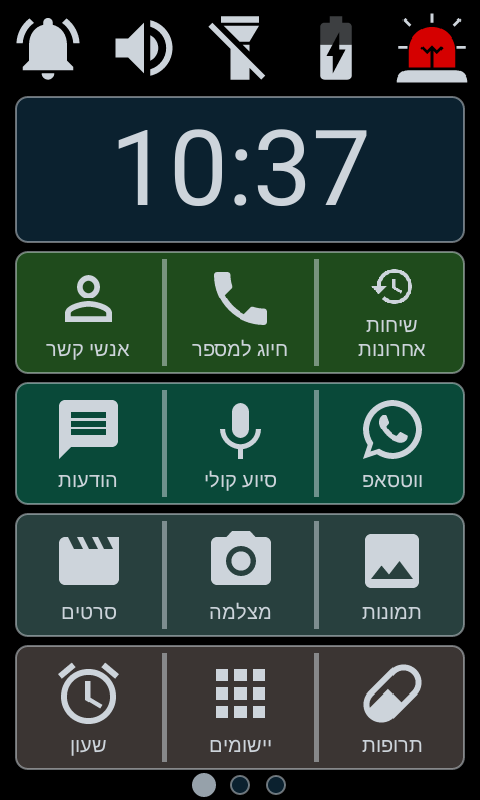 10:37
שיחות
אחרונות
חיוג למספר
אנשי קשר
ווטסאפ
סיוע קולי
הודעות
תמונות
מצלמה
סרטים
תרופות
יישומים
שעון